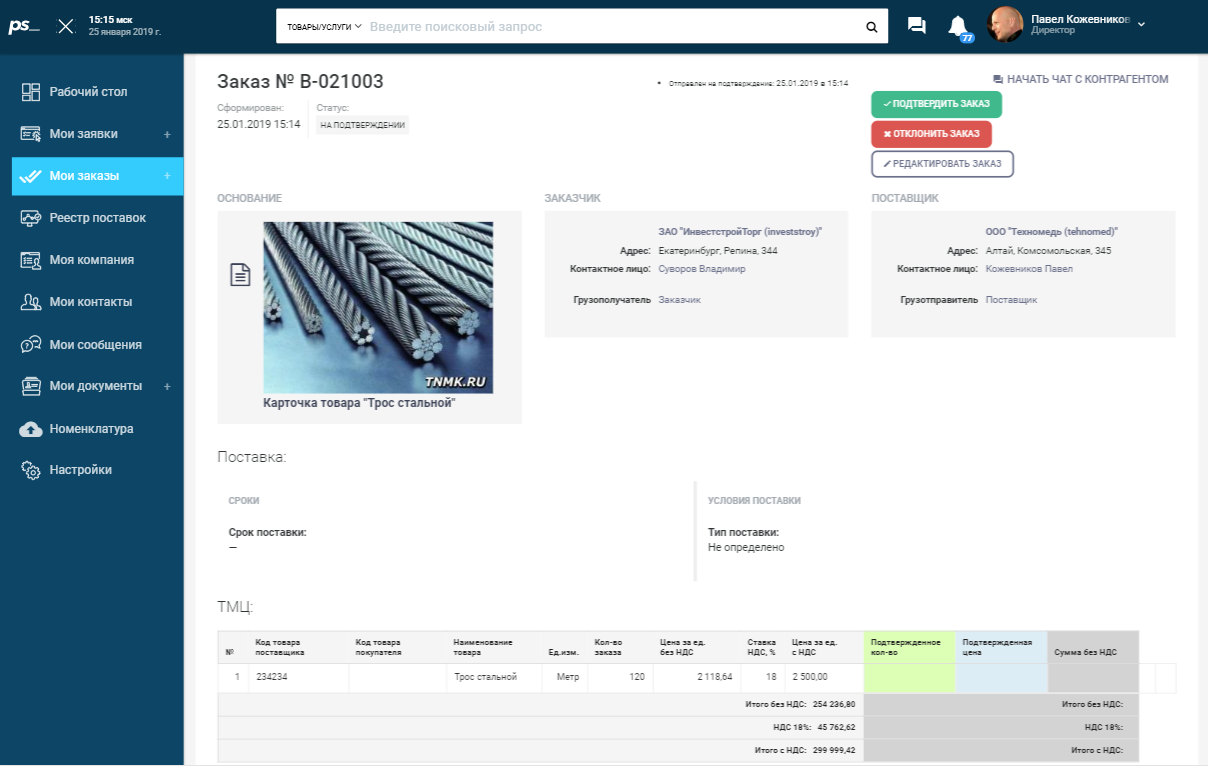 ps_
15:15 мск
25 января 2019 г.
ТОВАРЫ/УСЛУГИ
Введите поисковый запрос
77
Павел Кожевников
Директор
Рабочий стол
Мои заявки +
Мои заказы +
Реестр поставок
Моя компания
Мои контакты
Мои сообщения
Мои документы +
Номенклатура
Настройки
Заказ № В-021003
• Отправлен на подтверждение: 25.01.2019 в 15:14
НАЧАТЬ ЧАТ С КОНТРАГЕНТОМ
Сформирован: Статус:
25.01.2019 15:14 НА ПОДТВЕРЖДЕНИИ
ПОДТВЕРДИТЬ ЗАКАЗ
ОТКЛОНИТЬ ЗАКАЗ
РЕДАКТИРОВАТЬ ЗАКАЗ
ОСНОВАНИЕ
TNMK.RU
Карточка товара "Трос стальной"
ЗАКАЗЧИК
ЗАО "ИнвестстройТорг (investstroy)"
Адрес: Екатеринбург, Репина, 344
Контактное лицо: Суворов Владимир
Грузополучатель Заказчик
ПОСТАВЩИК
ООО "Техномедь (tehnomed)"
Адрес: Алтай, Комсомольская, 345
Контактное лицо: Кожевников Павел
Грузотправитель Поставщик
Поставка:
СРОКИ
Срок поставки:
—
УСЛОВИЯ ПОСТАВКИ
Тип поставки:
Не определено
ТМЦ:
№ Код товара поставщика Код товара покупателя Наименование товара Ед.изм. Кол-во заказа Цена за ед. без НДС Ставка НДС, % Цена за ед. с НДС Подтвержденное кол-во Подтвержденная цена Сумма без НДС
1 234234 Трос стальной Метр 120 2 118,64 18 2 500,00
Итого без НДС: 254 236,80 Итого без НДС:
НДС 18%: 45 762,62 НДС 18%:
Итого с НДС: 299 999,42 Итого с НДС: